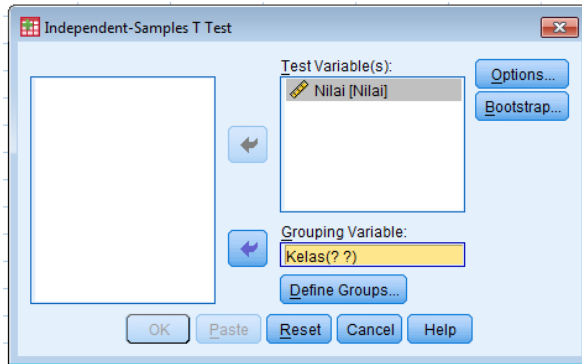 Independent-Samples T Test
Test Variable(s):
Nilai [Nilai]
Options...
Bootstrap...
Grouping Variable:
Kelas(? ?)
Define Groups...
OK
Paste
Reset
Cancel
Help